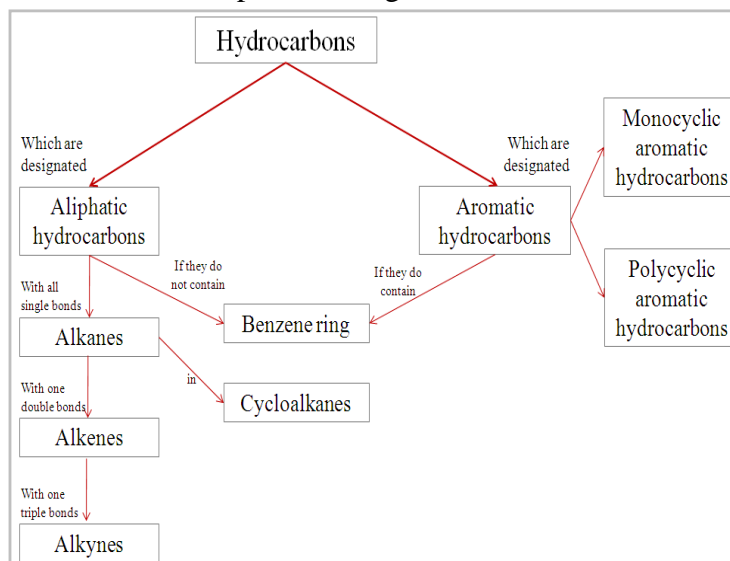 Hydrocarbons
Which are
designated
Which are
designated
Monocyclic
aromatic
hydrocarbons
Aliphatic
hydrocarbons
Aromatic
hydrocarbons
If they do
not contain
If they do
contain
Polycyclic
aromatic
hydrocarbons
With all
single bonds
Benzene ring
Alkanes
in
With one
double bonds
Cycloalkanes
Alkenes
With one
triple bonds
Alkynes